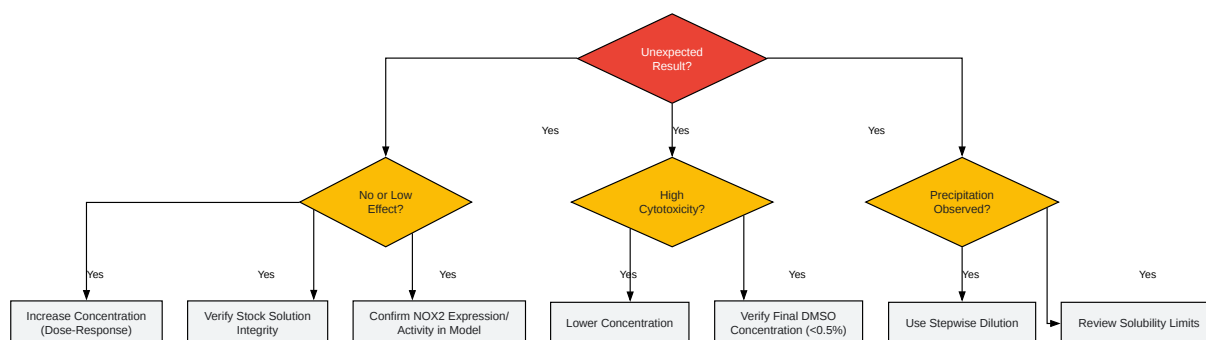 Unexpected
Result?
Yes
Yes
Yes
No or Low
Effect?
High
Cytotoxicity?
Precipitation
Observed?
Yes
Yes
Yes
Yes
Yes
Yes
Yes
Increase Concentration
(Dose-Response)
Verify Stock Solution
Integrity
Confirm NOX2 Expression/
Activity in Model
Lower Concentration
Verify Final DMSO
Concentration (<0.5%)
Use Stepwise Dilution
Review Solubility Limits